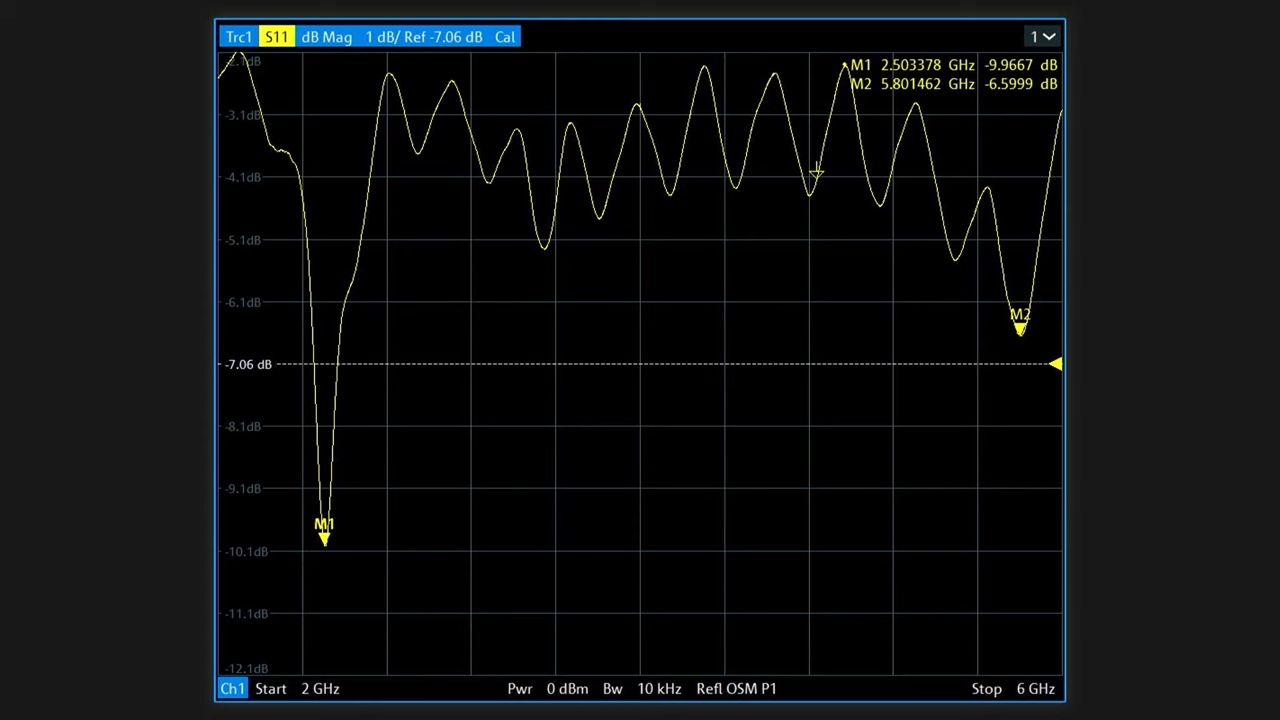 Trc1 S11 dB Mag 1 dB/ Ref -7.06 dB Cal
1
-2.1dB
M1 2.503378 GHz -9.9667 dB
M2 5.801462 GHz -6.5999 dB
-3.1dB
-4.1dB
-5.1dB
-6.1dB
M2
-7.06 dB
-8.1dB
-9.1dB
M1
-10.1dB
-11.1dB
-12.1dB
Ch1 Start 2 GHz Pwr 0 dBm Bw 10 kHz Refl OSM P1 Stop 6 GHz